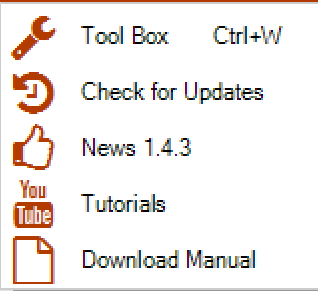 Tool Box Ctrl+W
Check for Updates
News 1.4.3
You
Tube
Tutorials
Download Manual